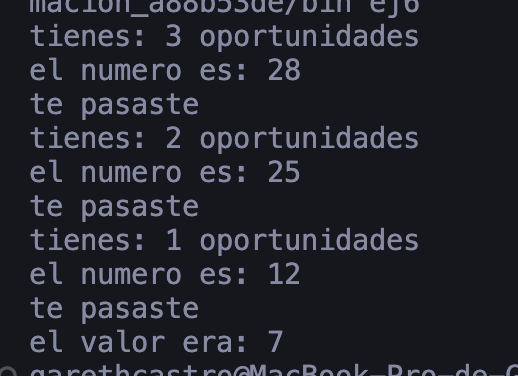 macion_a88b53de/bin ej6
tienes: 3 oportunidades
el numero es: 28
te pasaste
tienes: 2 oportunidades
el numero es: 25
te pasaste
tienes: 1 oportunidades
el numero es: 12
te pasaste
el valor era: 7
garethcastro@MacBook-Pro-de-G